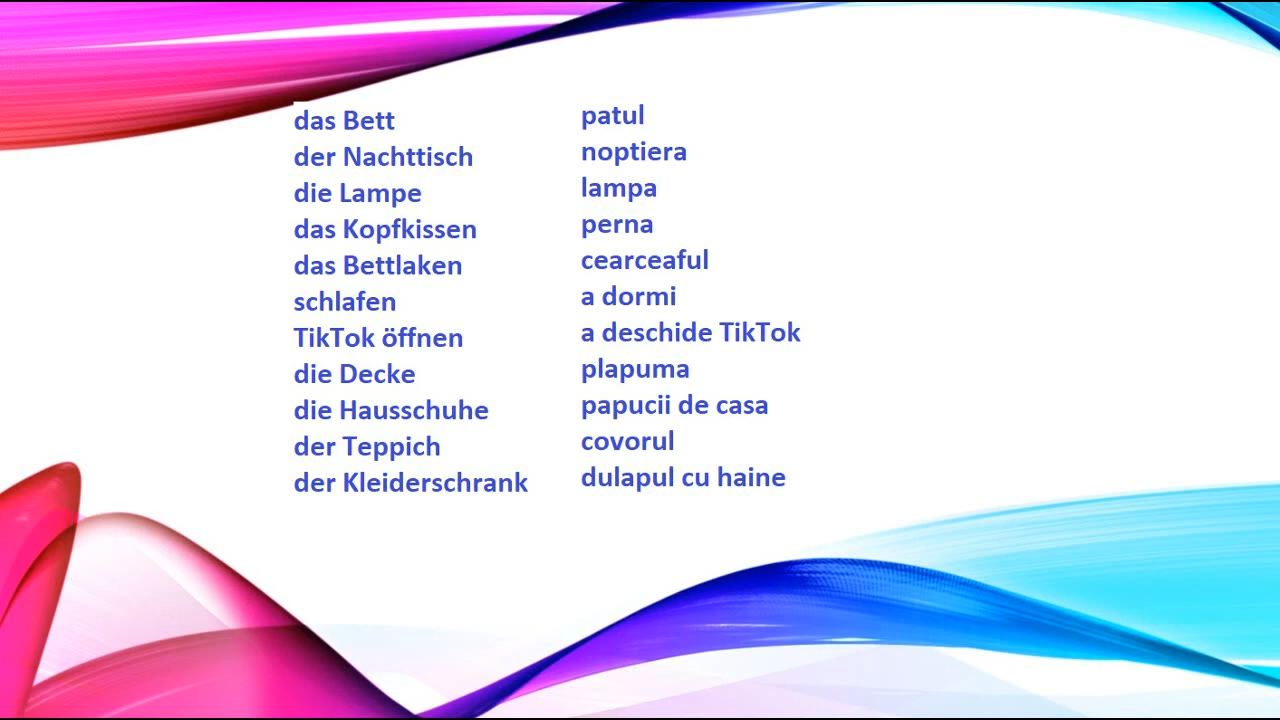 das Bett
der Nachttisch
die Lampe
das Kopfkissen
das Bettlaken
schlafen
TikTok öffnen
die Decke
die Hausschuhe
der Teppich
der Kleiderschrank
patul
noptiera
lampa
perna
cearceaful
a dormi
a deschide TikTok
plapuma
papucii de casa
covorul
dulapul cu haine